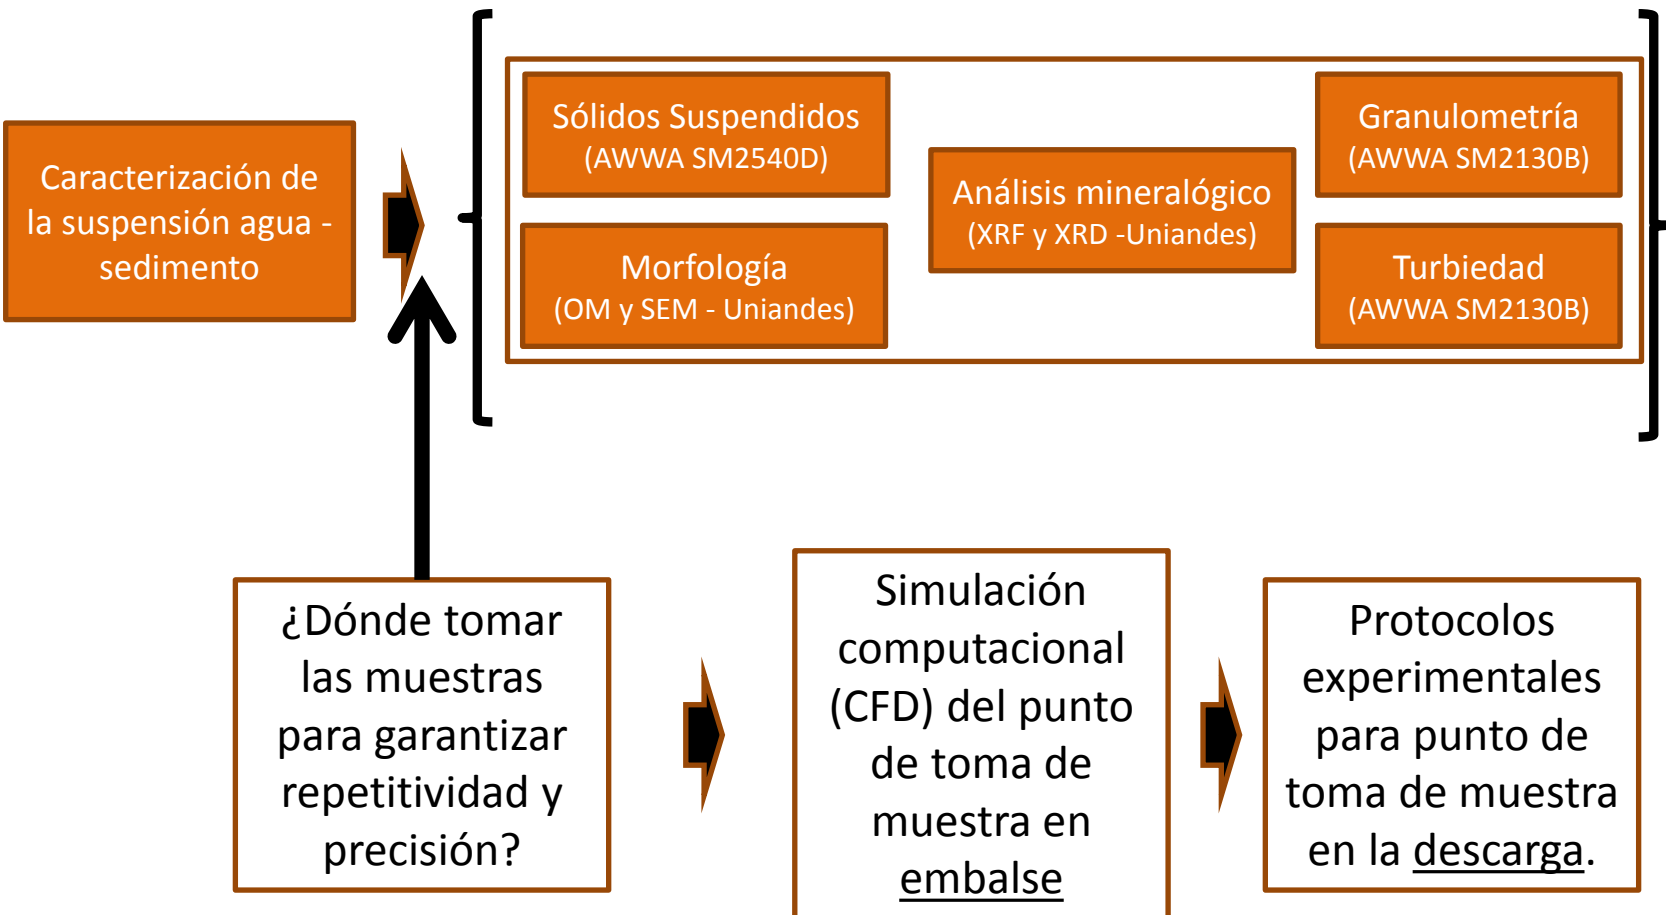 Caracterización de
la suspensión agua -
sedimento
Sólidos Suspendidos
(AWWA SM2540D)
Morfología
(OM y SEM - Uniandes)
Análisis mineralógico
(XRF y XRD -Uniandes)
Granulometría
(AWWA SM2130B)
Turbiedad
(AWWA SM2130B)
¿Dónde tomar
las muestras
para garantizar
repetitividad y
precisión?
Simulación
computacional
(CFD) del punto
de toma de
muestra en
embalse
Protocolos
experimentales
para punto de
toma de muestra
en la descarga.